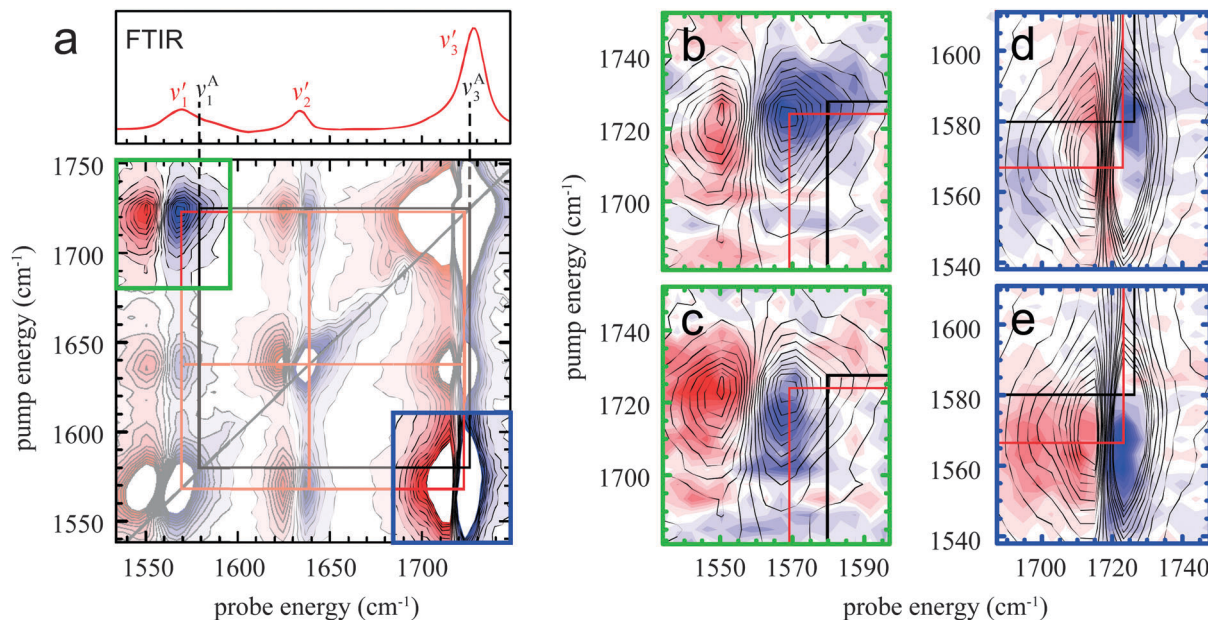 a
FTIR
ν′₁
ν₁ᴬ
ν′₂
ν′₃
ν₃ᴬ
1750
1700
1650
1600
1550
pump energy (cm⁻¹)
1550
1600
1650
1700
probe energy (cm⁻¹)
b
1740
1720
1700
c
1740
1720
1700
pump energy (cm⁻¹)
1550
1570
1590
d
1600
1580
1560
1540
e
1600
1580
1560
1540
1700
1720
1740
probe energy (cm⁻¹)